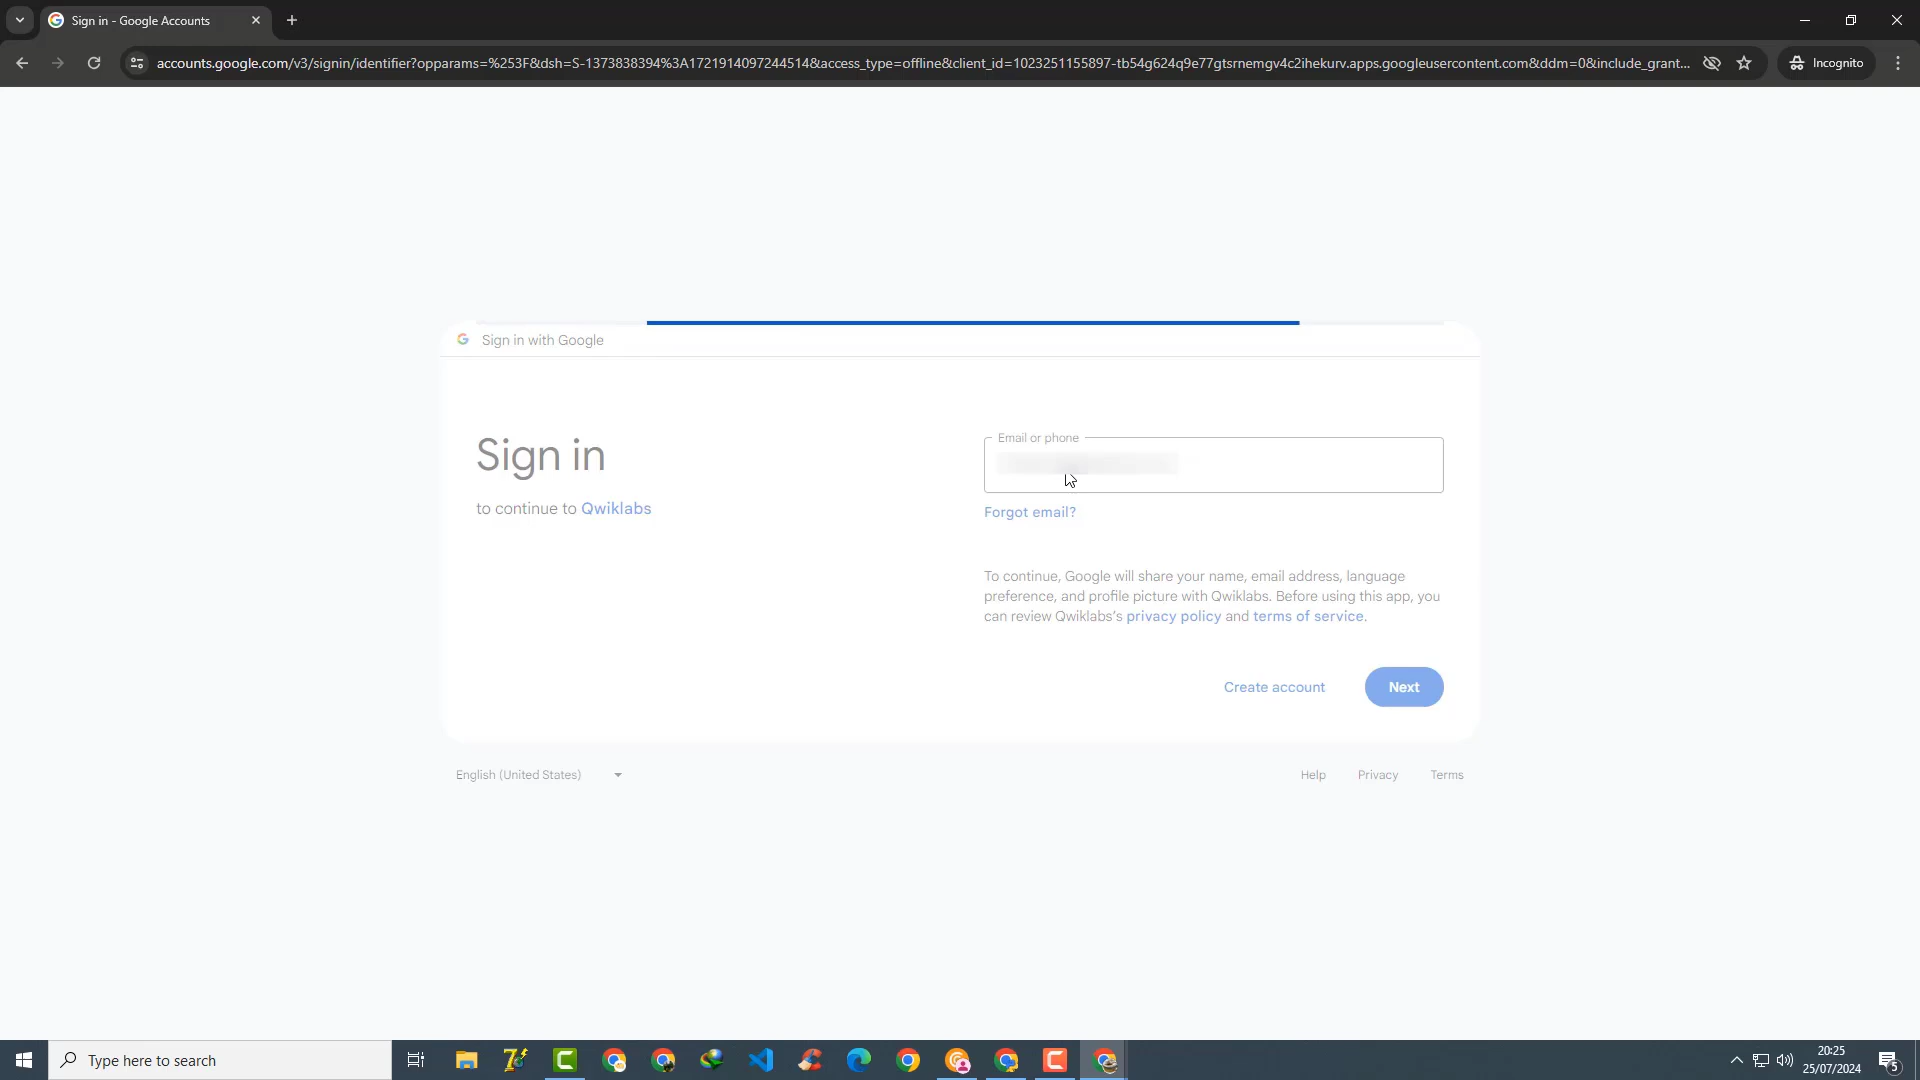 Sign in - Google Accounts
accounts.google.com/v3/signin/identifier?opparams=%253F&dsh=S-1373838394%3A1721914097244514&access_type=offline&client_id=1023251155897-tb54g624q9e77gtsrnemgv4c2ihekurv.apps.googleusercontent.com&ddm=0&include_grant...
Incognito
Sign in with Google
Sign in
to continue to Qwiklabs
Email or phone
Forgot email?
To continue, Google will share your name, email address, language
preference, and profile picture with Qwiklabs. Before using this app, you
can review Qwiklabs's privacy policy and terms of service.
Create account
Next
English (United States)
Help
Privacy
Terms
Type here to search
20:25
25/07/2024
5